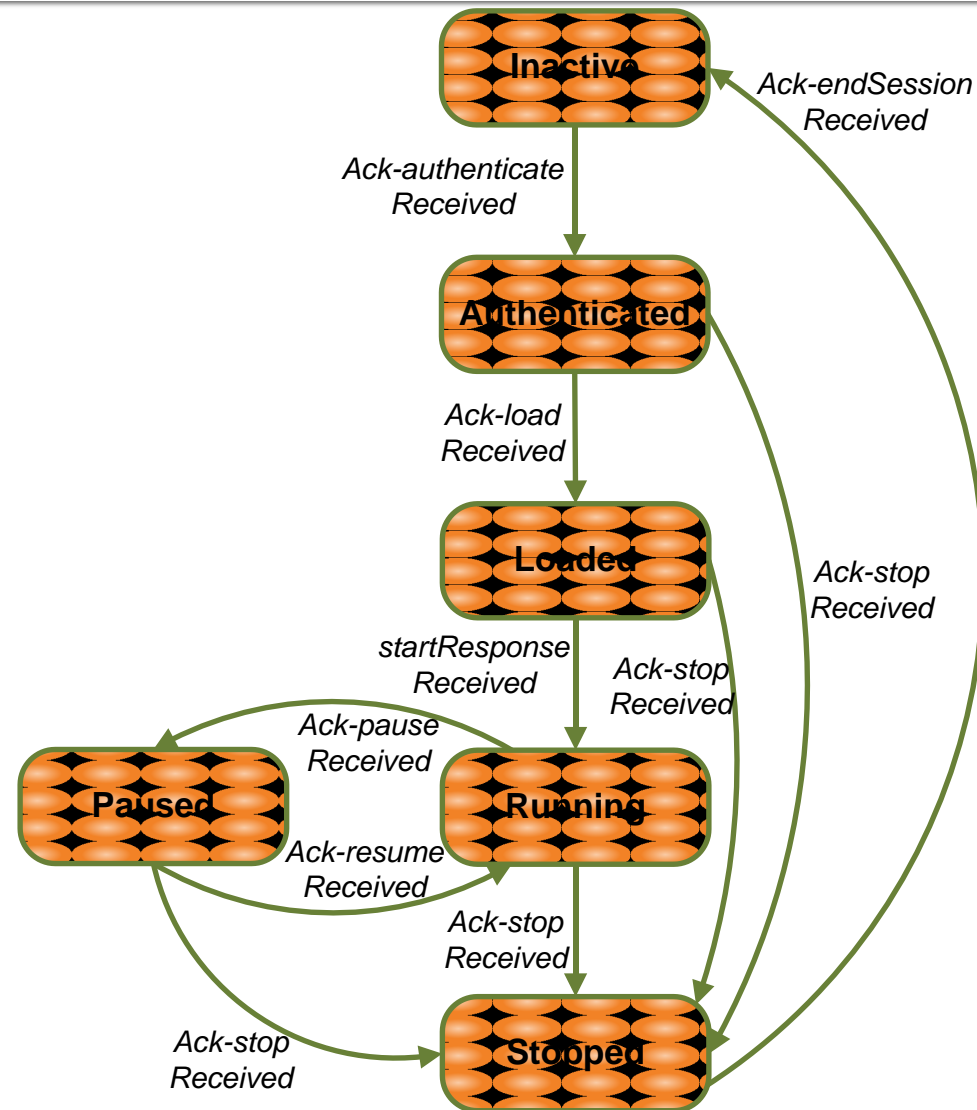 Inactive
Ack-endSession
Received
Ack-authenticate
Received
Authenticated
Ack-load
Received
Loaded
Ack-stop
Received
startResponse
Received
Ack-stop
Received
Ack-pause
Received
Paused
Running
Ack-resume
Received
Ack-stop
Received
Ack-stop
Received
Stopped